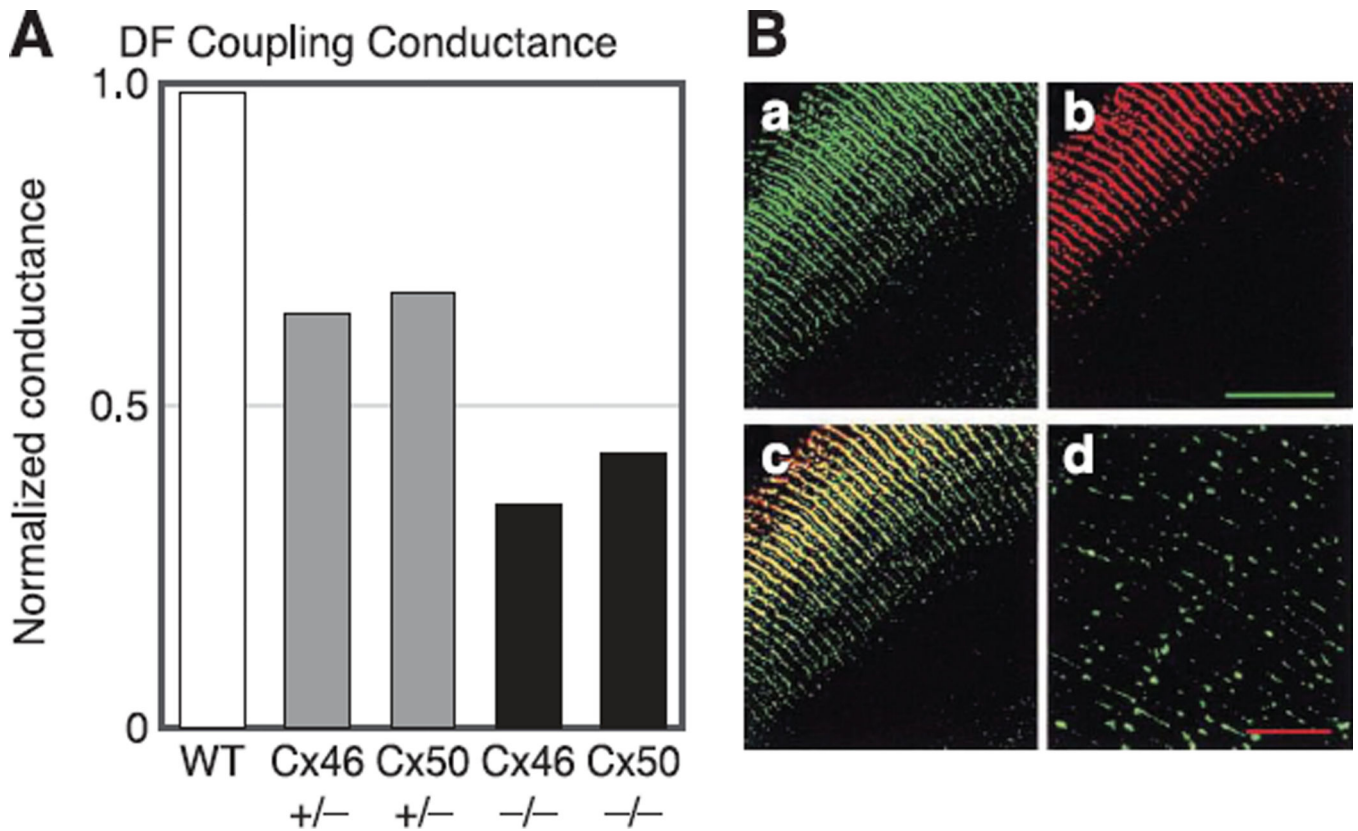 A
DF Coupling Conductance
1.0
0.5
0
Normalized conductance
WT Cx46 Cx50 Cx46 Cx50
+/– +/– –/– –/–
B
a
b
c
d